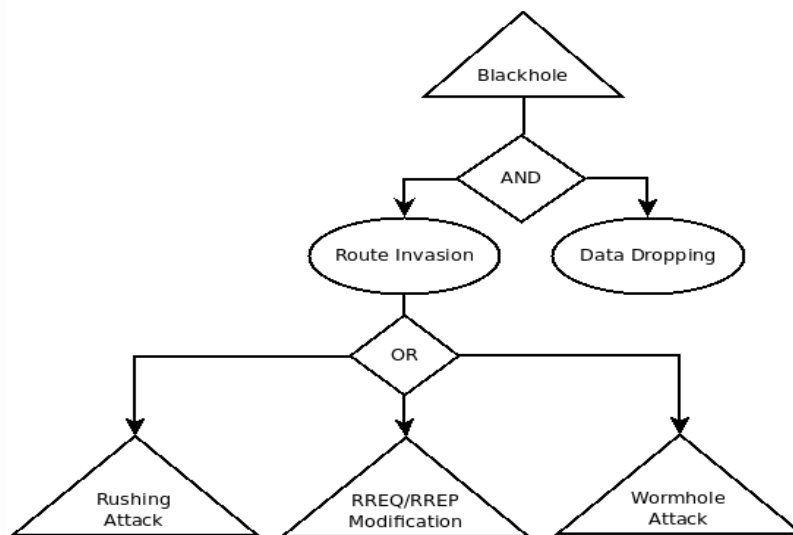 Blackhole
AND
Route Invasion
Data Dropping
OR
Rushing
Attack
RREQ/RREP
Modification
Wormhole
Attack